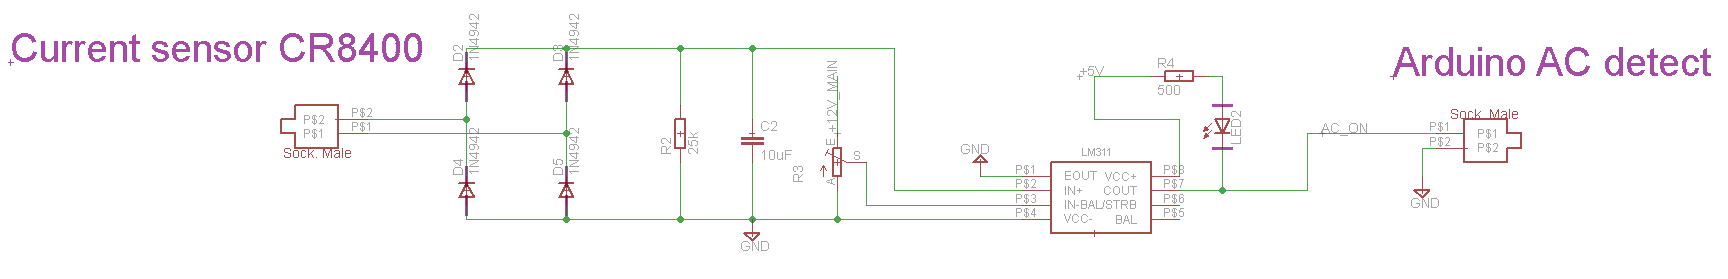 Current sensor CR8400
Arduino AC detect
D2
1N4942
D3
1N4942
P$2
P$1
P$2
P$1
Sock. Male
D4
1N4942
D5
1N4942
R2
25k
C2
10uF
GND
+12V_MAIN
E
S
A
R3
GND
LM311
P$1
P$2
P$3
P$4
EOUT
IN+
IN-BAL/STRB
VCC-
VCC+
COUT
BAL
P$8
P$7
P$6
P$5
+5V
R4
500
LED2
AC_ON
Sock. Male
P$1
P$2
P$1
P$2
GND